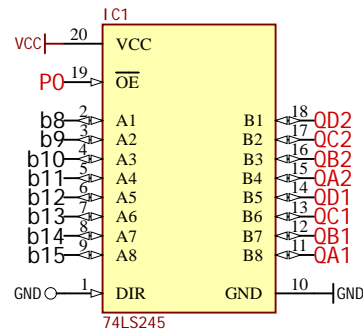 IC1
VCC 20 VCC
P0 19 OE
b8 2 A1 B1 18 QD2
b9 3 A2 B2 17 QC2
b10 4 A3 B3 16 QB2
b11 5 A4 B4 15 QA2
b12 6 A5 B5 14 QD1
b13 7 A6 B6 13 QC1
b14 8 A7 B7 12 QB1
b15 9 A8 B8 11 QA1
GND 1 DIR GND 10 GND
74LS245